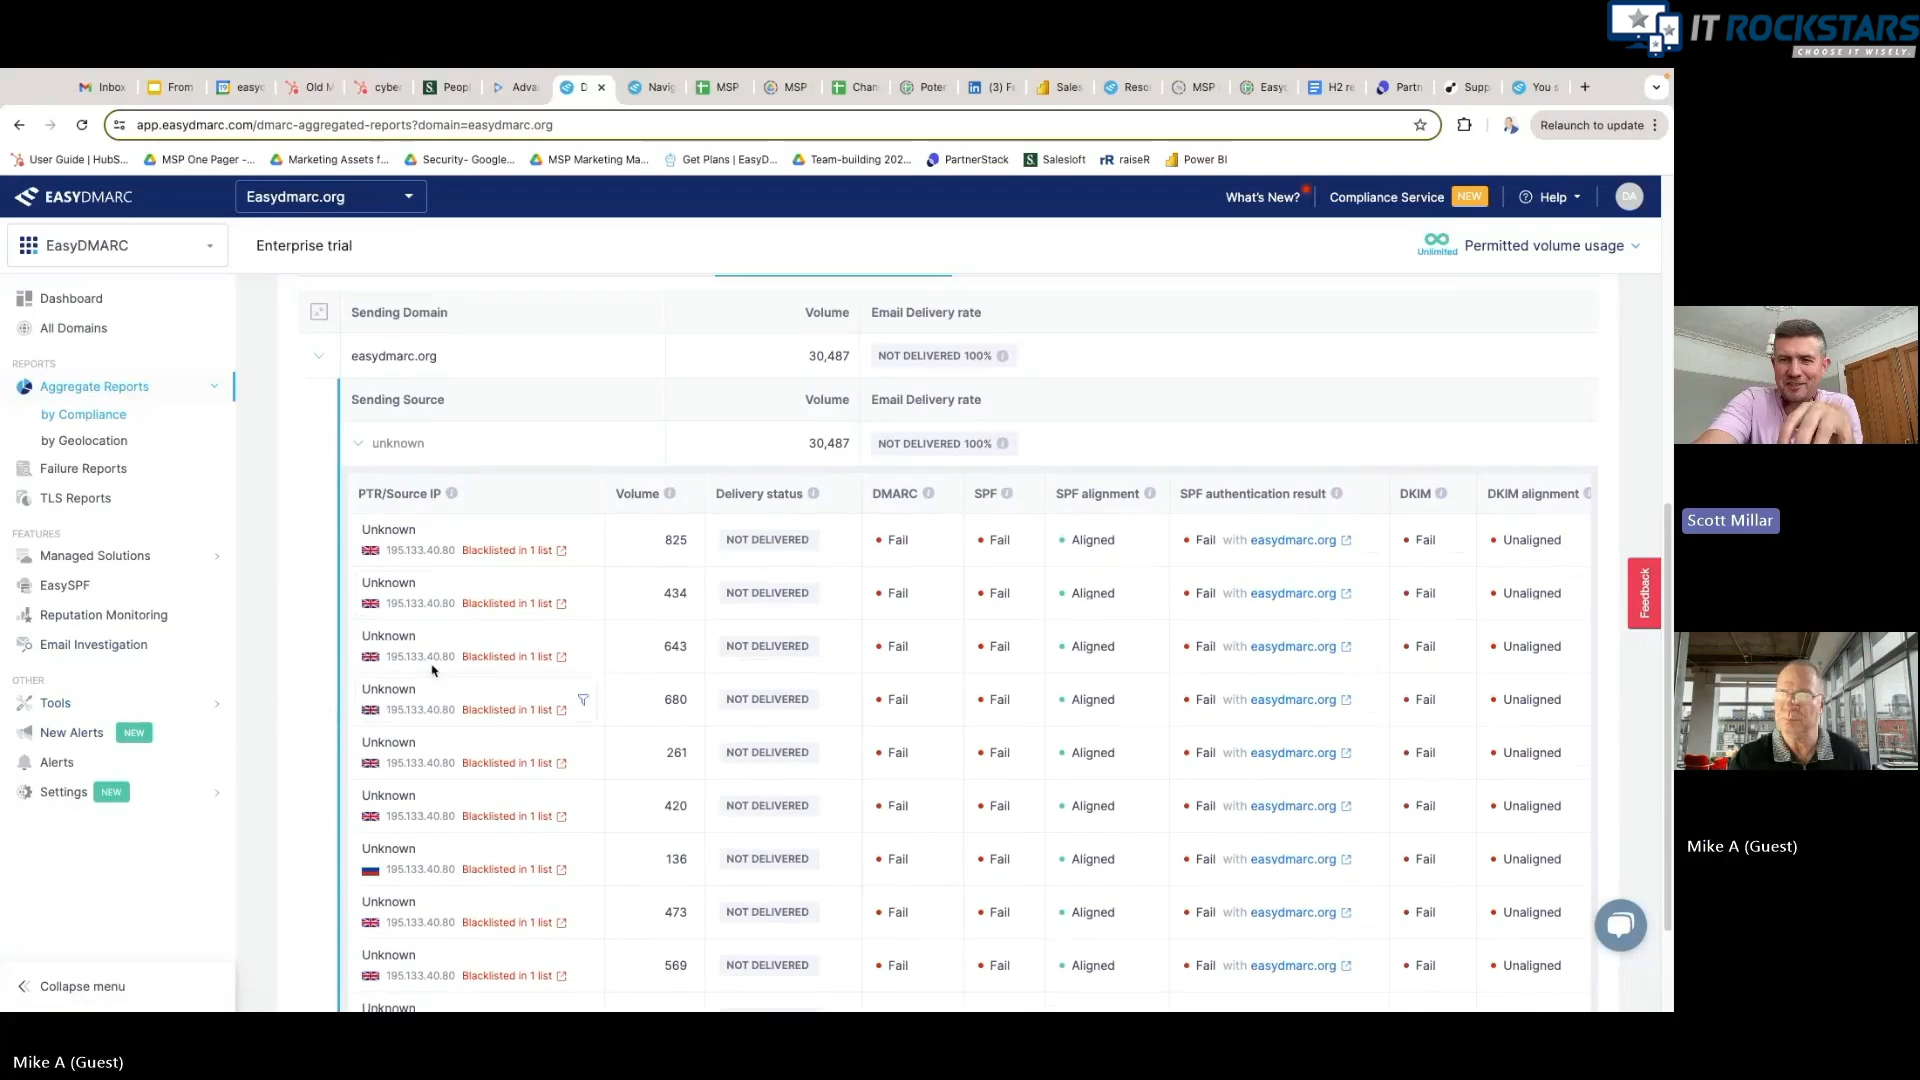 IT ROCKSTARS
CHOOSE IT WISELY.
Inbox
From
easy
Old M
cyber
Peopl
Adva
D
Navig
MSP
MSP
Chan
Poter
(3) Fe
Sales
Resou
MSP
Easy
H2 re
Partn
Supp
You s
app.easydmarc.com/dmarc-aggregated-reports?domain=easydmarc.org
Relaunch to update
User Guide | HubS...
MSP One Pager -...
Marketing Assets f...
Security- Google...
MSP Marketing Ma...
Get Plans | EasyD...
Team-building 202...
PartnerStack
Salesloft
rR raiseR
Power BI
EASYDMARC
Easydmarc.org
What's New?
Compliance Service NEW
Help
DA
EasyDMARC
Enterprise trial
Unlimited
Permitted volume usage
Dashboard
All Domains
REPORTS
Aggregate Reports
by Compliance
by Geolocation
Failure Reports
TLS Reports
FEATURES
Managed Solutions
EasySPF
Reputation Monitoring
Email Investigation
OTHER
Tools
New Alerts NEW
Alerts
Settings NEW
Collapse menu
Sending Domain Volume Email Delivery rate
easydmarc.org 30,487 NOT DELIVERED 100%
Sending Source Volume Email Delivery rate
unknown 30,487 NOT DELIVERED 100%
PTR/Source IP Volume Delivery status DMARC SPF SPF alignment SPF authentication result DKIM DKIM alignment
Unknown
195.133.40.80 Blacklisted in 1 list 825 NOT DELIVERED Fail Fail Aligned Fail with easydmarc.org Fail Unaligned
Unknown
195.133.40.80 Blacklisted in 1 list 434 NOT DELIVERED Fail Fail Aligned Fail with easydmarc.org Fail Unaligned
Unknown
195.133.40.80 Blacklisted in 1 list 643 NOT DELIVERED Fail Fail Aligned Fail with easydmarc.org Fail Unaligned
Unknown
195.133.40.80 Blacklisted in 1 list 680 NOT DELIVERED Fail Fail Aligned Fail with easydmarc.org Fail Unaligned
Unknown
195.133.40.80 Blacklisted in 1 list 261 NOT DELIVERED Fail Fail Aligned Fail with easydmarc.org Fail Unaligned
Unknown
195.133.40.80 Blacklisted in 1 list 420 NOT DELIVERED Fail Fail Aligned Fail with easydmarc.org Fail Unaligned
Unknown
195.133.40.80 Blacklisted in 1 list 136 NOT DELIVERED Fail Fail Aligned Fail with easydmarc.org Fail Unaligned
Unknown
195.133.40.80 Blacklisted in 1 list 473 NOT DELIVERED Fail Fail Aligned Fail with easydmarc.org Fail Unaligned
Unknown
195.133.40.80 Blacklisted in 1 list 569 NOT DELIVERED Fail Fail Aligned Fail with easydmarc.org Fail Unaligned
Unknown
Feedback
Scott Millar
Mike A (Guest)
Mike A (Guest)